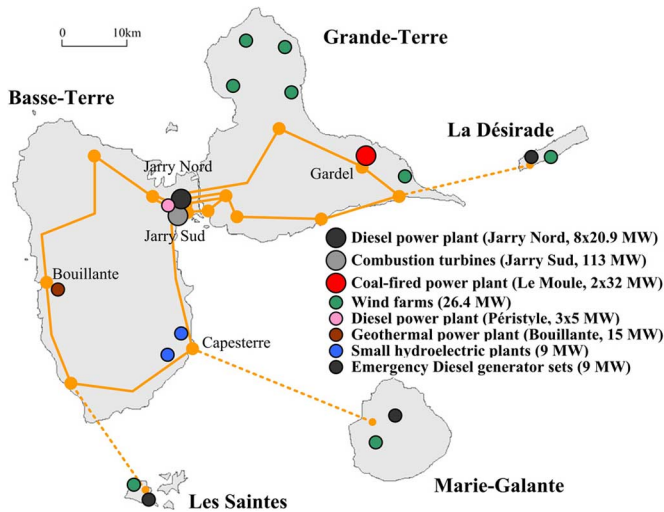 Grande-Terre
0 10km
Basse-Terre
La Désirade
Jarry Nord
Gardel
Jarry Sud
Bouillante
Capesterre
Diesel power plant (Jarry Nord, 8x20.9 MW)
Combustion turbines (Jarry Sud, 113 MW)
Coal-fired power plant (Le Moule, 2x32 MW)
Wind farms (26.4 MW)
Diesel power plant (Péristyle, 3x5 MW)
Geothermal power plant (Bouillante, 15 MW)
Small hydroelectric plants (9 MW)
Emergency Diesel generator sets (9 MW)
Marie-Galante
Les Saintes